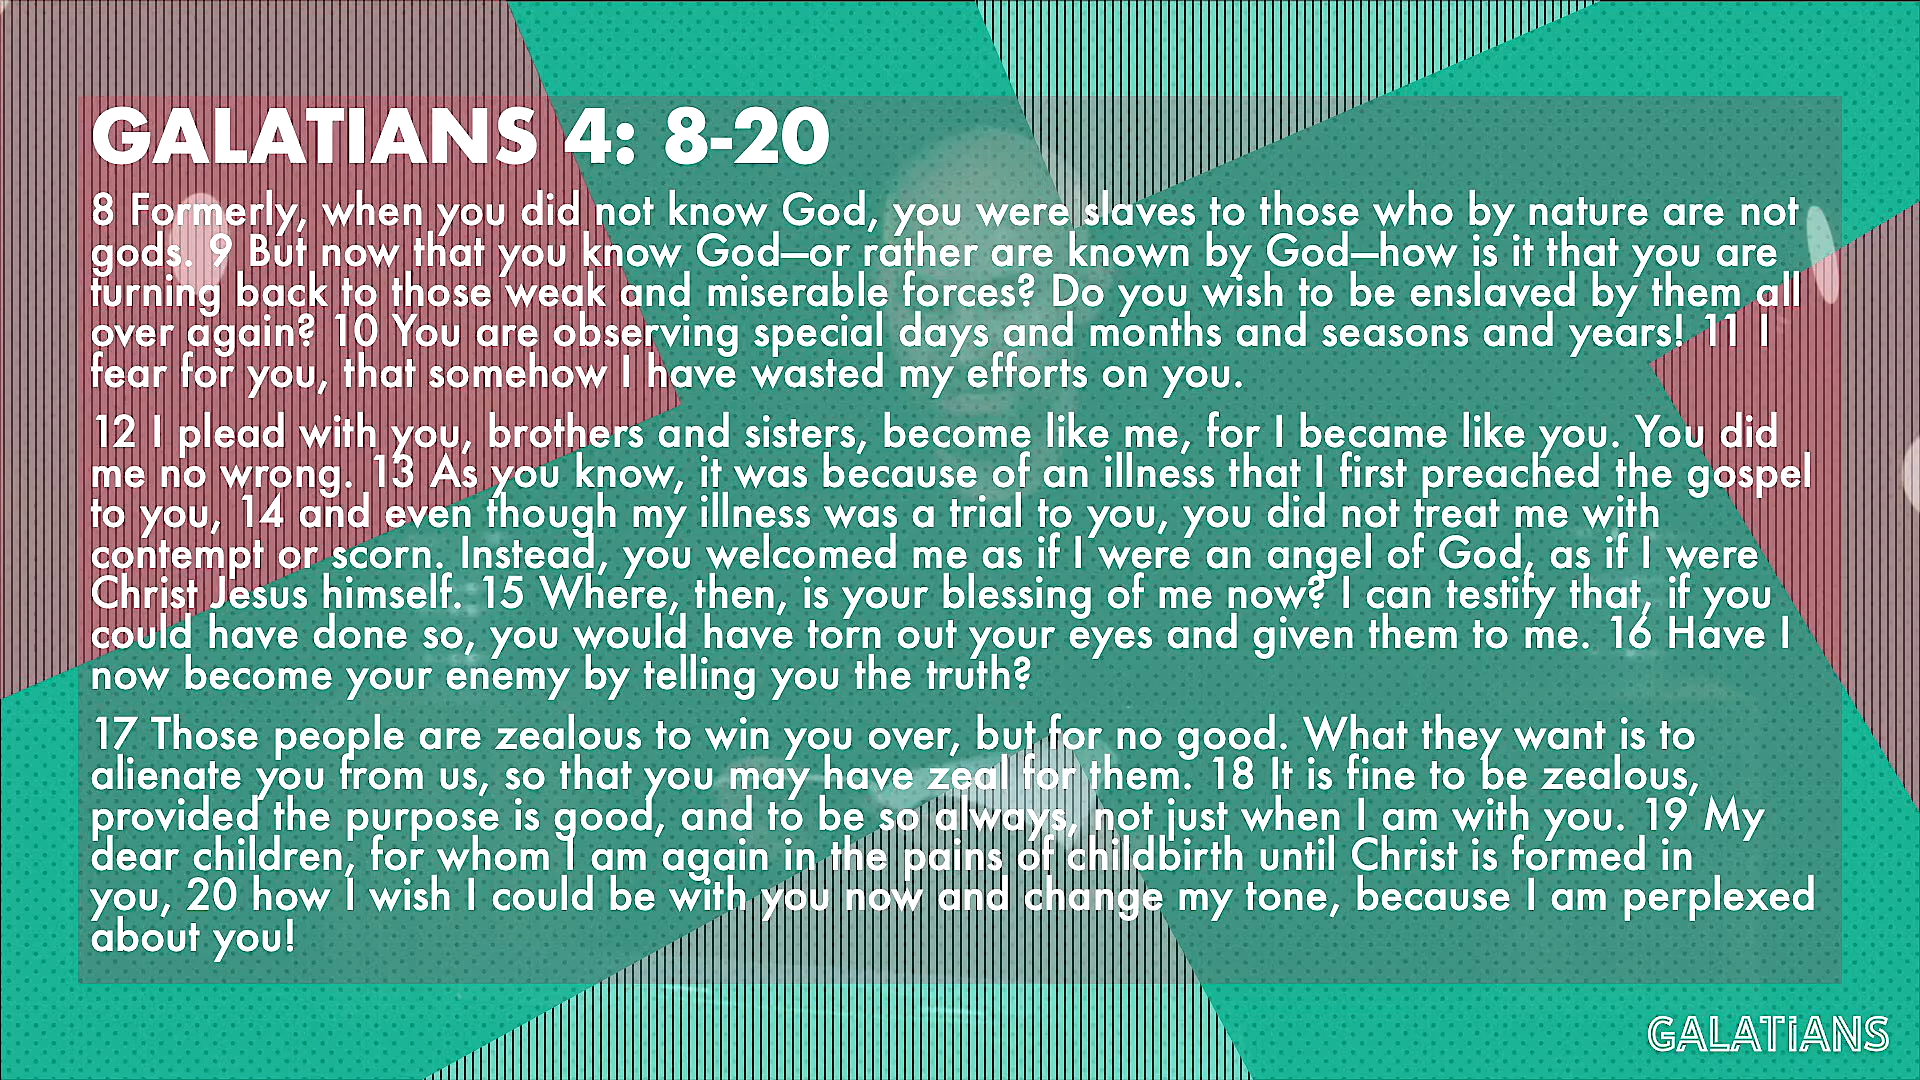 GALATIANS 4: 8-20
8 Formerly, when you did not know God, you were slaves to those who by nature are not
gods. 9 But now that you know God—or rather are known by God—how is it that you are
turning back to those weak and miserable forces? Do you wish to be enslaved by them all
over again? 10 You are observing special days and months and seasons and years! 11 I
fear for you, that somehow I have wasted my efforts on you.
12 I plead with you, brothers and sisters, become like me, for I became like you. You did
me no wrong. 13 As you know, it was because of an illness that I first preached the gospel
to you, 14 and even though my illness was a trial to you, you did not treat me with
contempt or scorn. Instead, you welcomed me as if I were an angel of God, as if I were
Christ Jesus himself. 15 Where, then, is your blessing of me now? I can testify that, if you
could have done so, you would have torn out your eyes and given them to me. 16 Have I
now become your enemy by telling you the truth?
17 Those people are zealous to win you over, but for no good. What they want is to
alienate you from us, so that you may have zeal for them. 18 It is fine to be zealous,
provided the purpose is good, and to be so always, not just when I am with you. 19 My
dear children, for whom I am again in the pains of childbirth until Christ is formed in
you, 20 how I wish I could be with you now and change my tone, because I am perplexed
about you!
GALATiANS